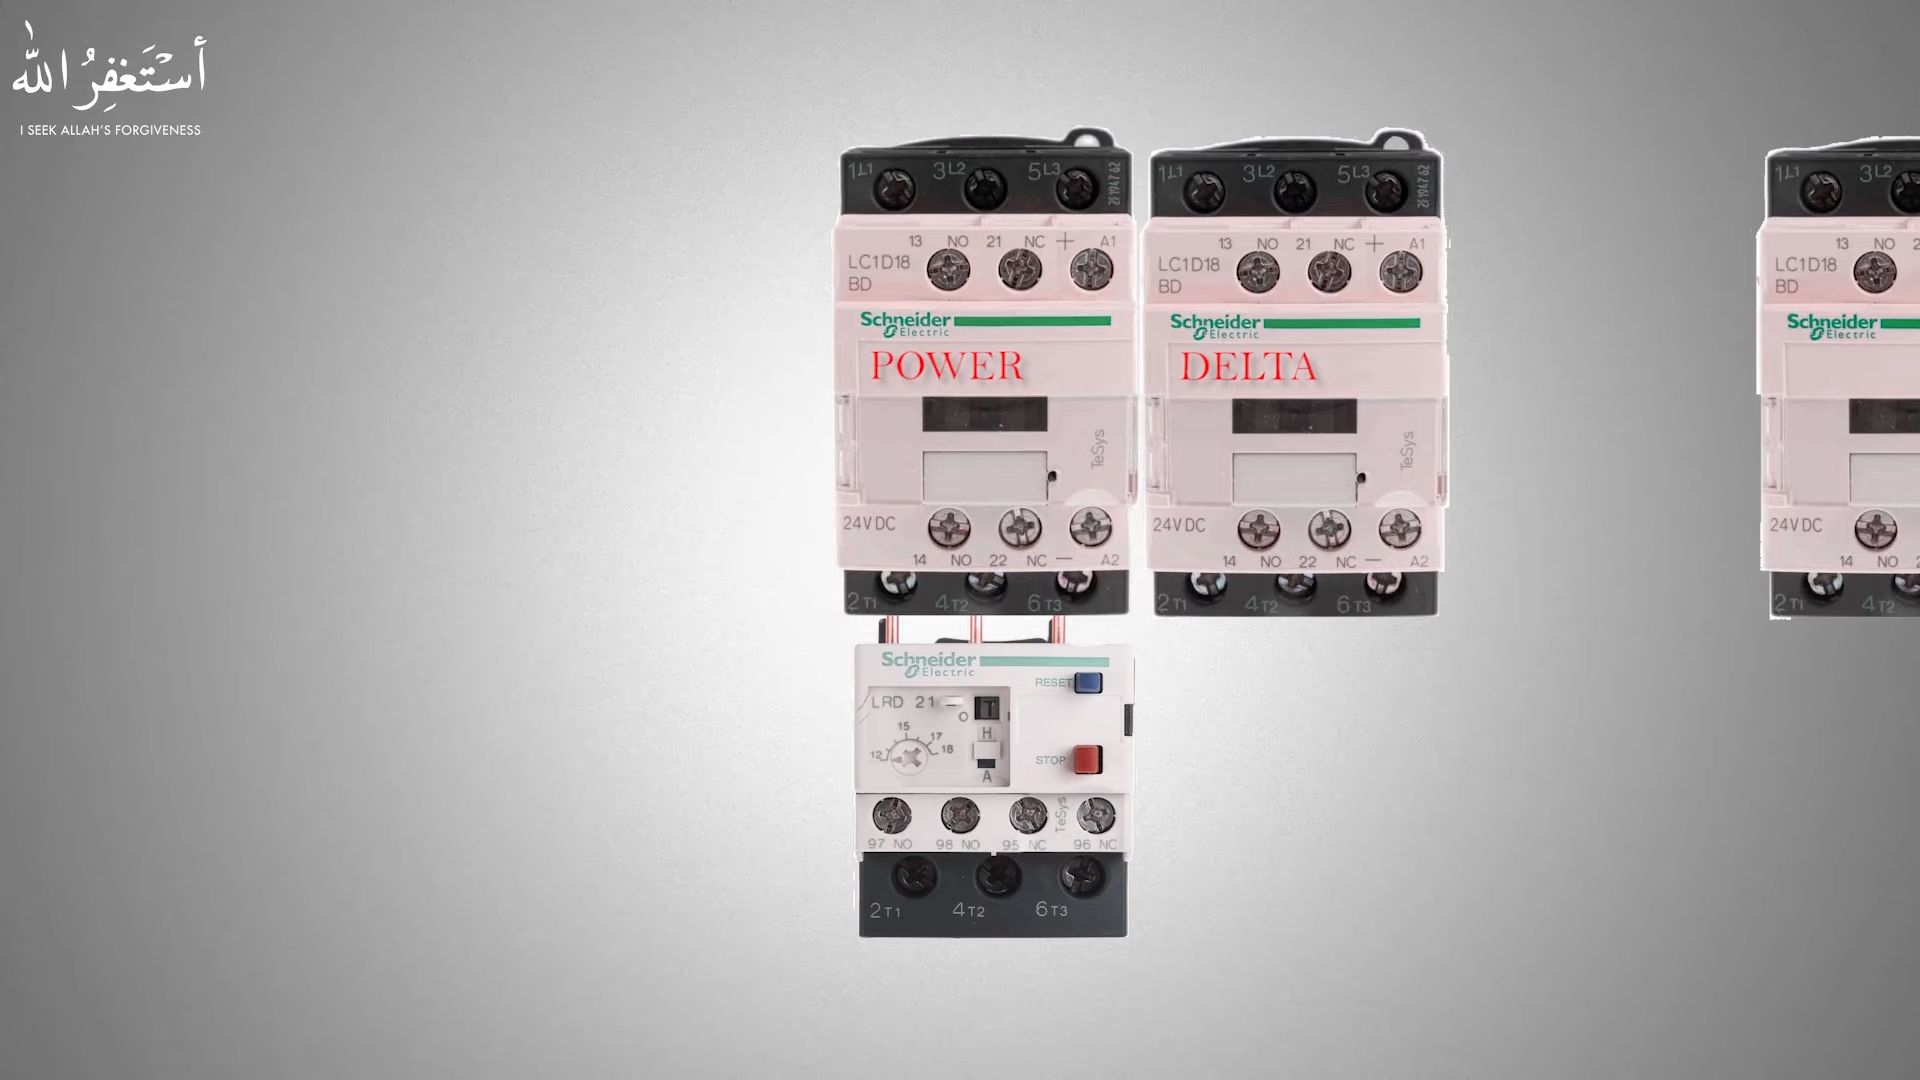 أَسْتَغْفِرُ اللّٰه
I SEEK ALLAH'S FORGIVENESS
1L1 3L2 5L3
13 NO 21 NC + A1
LC1D18
BD
Schneider
Electric
POWER
TeSys
24V DC
14 NO 22 NC — A2
2T1 4T2 6T3
1L1 3L2 5L3
13 NO 21 NC + A1
LC1D18
BD
Schneider
Electric
DELTA
TeSys
24V DC
14 NO 22 NC — A2
2T1 4T2 6T3
1L1 3L2
13 NO 2
LC1D18
BD
Schneider
Electric
24V DC
14 NO 2
2T1 4T2
Schneider
Electric
RESET
LRD 21
O
15
12 17
18
H
STOP
A
TeSys
97 NO 98 NO 95 NC 96 NC
2T1 4T2 6T3